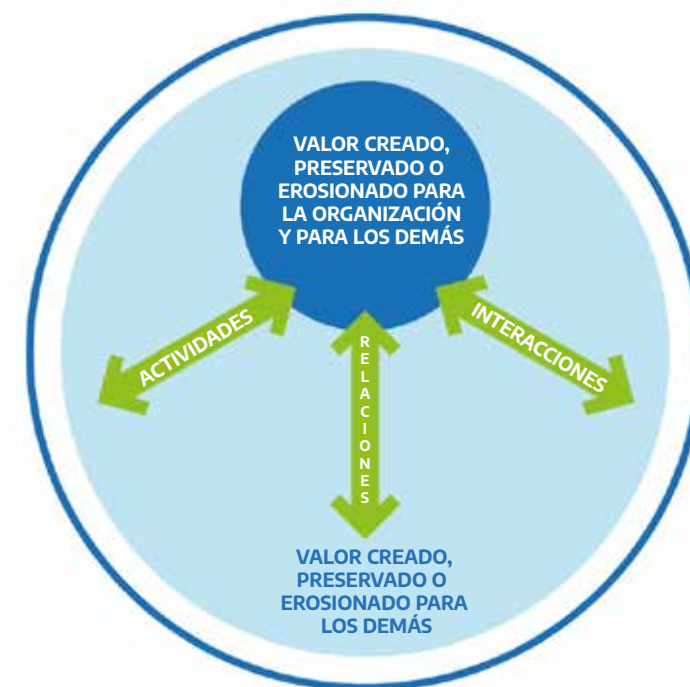 VALOR CREADO,
PRESERVADO O
EROSIONADO PARA
LA ORGANIZACIÓN
Y PARA LOS DEMÁS
ACTIVIDADES
RELACIONES
INTERACCIONES
VALOR CREADO,
PRESERVADO O
EROSIONADO PARA
LOS DEMÁS